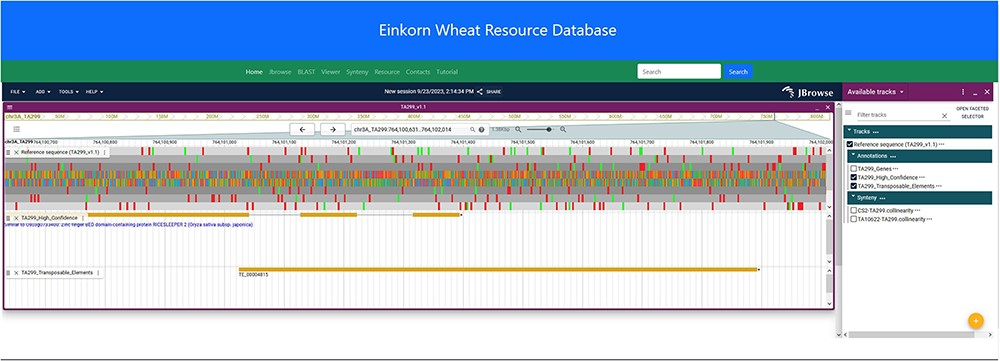 Einkorn Wheat Resource Database
Home Jbrowse BLAST Viewer Synteny Resource Contacts Tutorial Search Search
FILE ADD TOOLS HELP New session 9/23/2023, 2:14:34 PM SHARE JBrowse
Available tracks
TA299_v1.1
chr3A_TA299 50M 100M 150M 200M 250M 300M 350M 400M 450M 500M 550M 600M 650M 700M 750M 800M
OPEN FACETED
SELECTOR
Filter tracks
chr3A_TA299:764,100,631..764,102,014 1.38Kbp
chr3A_TA299 764,100,700 764,100,800 764,100,900 764,101,000 764,101,100 764,101,200 764,101,300 764,101,400 764,101,500 764,101,600 764,101,700 764,101,800 764,101,900 764,102,000
Tracks
Reference sequence (TA299_v1.1)
Reference sequence (TA299_v1.1)
Annotations
TA299_Genes
TA299_High_Confidence
TA299_Transposable_Elements
Synteny
CS2-TA299.collinearity
TA10622-TA299.collinearity
TA299_High_Confidence
BED domain-containing protein RICESLEEPER 2 (Oryza sativa subsp. japonica)
TA299_Transposable_Elements
TE_00004815